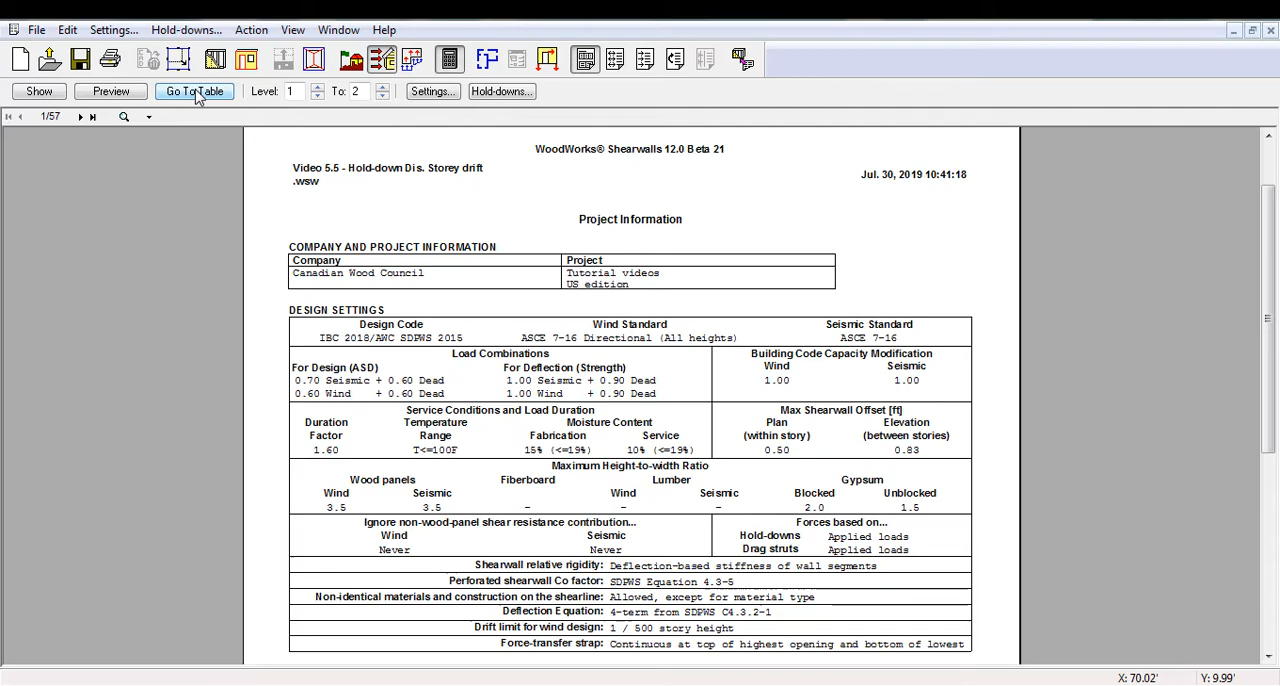 File Edit Settings... Hold-downs... Action View Window Help
Show Preview Go To Table Level: 1 To: 2 Settings... Hold-downs...
1/57
WoodWorks® Shearwalls 12.0 Beta 21
Video 5.5 - Hold-down Dis. Storey drift
.wsw
Jul. 30, 2019 10:41:18
Project Information
COMPANY AND PROJECT INFORMATION
Company Project
Canadian Wood Council Tutorial videos
US edition
DESIGN SETTINGS
Design Code Wind Standard Seismic Standard
IBC 2018/AWC SDPWS 2015 ASCE 7-16 Directional (All heights) ASCE 7-16
Load Combinations Building Code Capacity Modification
For Design (ASD) For Deflection (Strength) Wind Seismic
0.70 Seismic + 0.60 Dead 1.00 Seismic + 0.90 Dead 1.00 1.00
0.60 Wind + 0.60 Dead 1.00 Wind + 0.90 Dead
Service Conditions and Load Duration Max Shearwall Offset [ft]
Duration Temperature Moisture Content Plan Elevation
Factor Range Fabrication Service (within story) (between stories)
1.60 T<=100F 15% (<=19%) 10% (<=19%) 0.50 0.83
Maximum Height-to-width Ratio
Wood panels Fiberboard Lumber Gypsum
Wind Seismic Wind Seismic Blocked Unblocked
3.5 3.5 - - - 2.0 1.5
Ignore non-wood-panel shear resistance contribution... Forces based on...
Wind Seismic Hold-downs Applied loads
Never Never Drag struts Applied loads
Shearwall relative rigidity: Deflection-based stiffness of wall segments
Perforated shearwall Co factor: SDPWS Equation 4.3-5
Non-identical materials and construction on the shearline: Allowed, except for material type
Deflection Equation: 4-term from SDPWS C4.3.2-1
Drift limit for wind design: 1 / 500 story height
Force-transfer strap: Continuous at top of highest opening and bottom of lowest
X: 70.02' Y: 9.99'